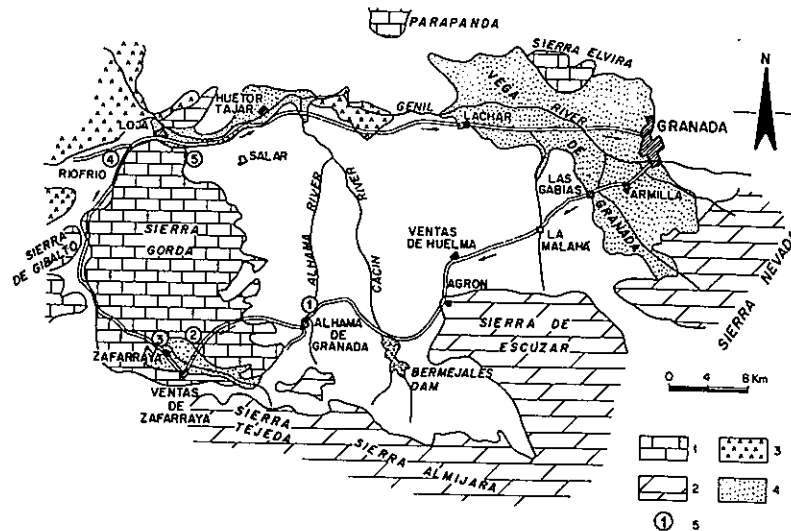 PARAPANDA
SIERRA ELVIRA
N
HUETOR
TAJAR
VEGA
GENIL
RIVER
LOJA
LACHAR
DE
GRANADA
4
5
SALAR
RIOFRIO
LAS
GABIAS
ARMILLA
SIERRA
DE GIBALTO
SIERRA
GORDA
ALHAMA RIVER
CACIN RIVER
GRANADA
VENTAS
DE HUELMA
LA
MALAHA
SIERRA NEVADA
AGRON
1
ALHAMA
DE GRANADA
SIERRA DE
ESCUZAR
3
2
ZAFARRAYA
BERMEJALES
DAM
0 4 8 Km
VENTAS
DE
ZAFARRAYA
SIERRA
TEJEDA
SIERRA
ALMIJARA
1
3
2
4
1
5